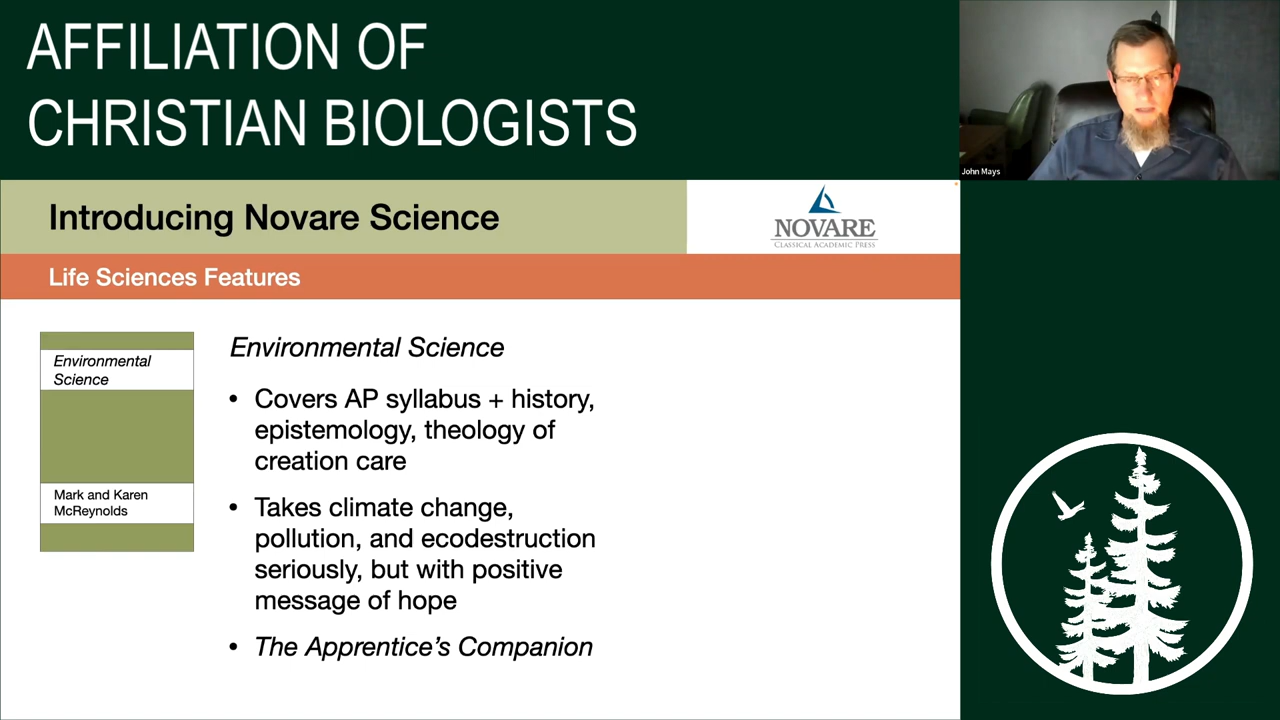 AFFILIATION OF
CHRISTIAN BIOLOGISTS
John Mays
Introducing Novare Science
NOVARE
CLASSICAL ACADEMIC PRESS
Life Sciences Features
Environmental
Science
Mark and Karen
McReynolds
Environmental Science
• Covers AP syllabus + history,
epistemology, theology of
creation care
• Takes climate change,
pollution, and ecodestruction
seriously, but with positive
message of hope
• The Apprentice’s Companion